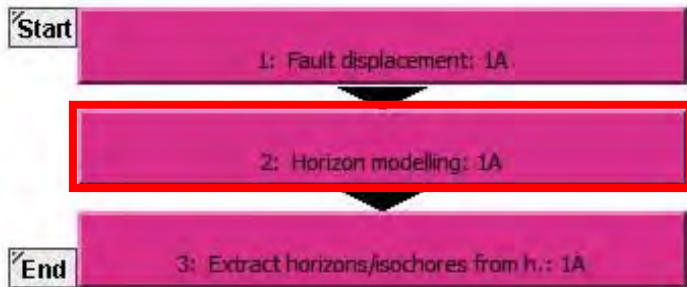 Start
1: Fault displacement: 1A
2: Horizon modelling: 1A
3: Extract horizons/isochores from h.: 1A
End